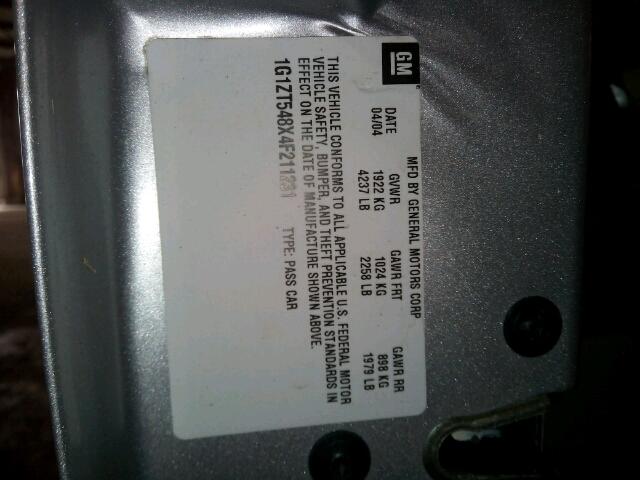 GM
MFD BY GENERAL MOTORS CORP
DATE GVWR GAWR FRT GAWR RR
04/04 1922 KG 1024 KG 898 KG
4237 LB 2258 LB 1979 LB
THIS VEHICLE CONFORMS TO ALL APPLICABLE U.S. FEDERAL MOTOR
VEHICLE SAFETY, BUMPER, AND THEFT PREVENTION STANDARDS IN
EFFECT ON THE DATE OF MANUFACTURE SHOWN ABOVE.
1G1ZT548X4F211231 TYPE: PASS CAR